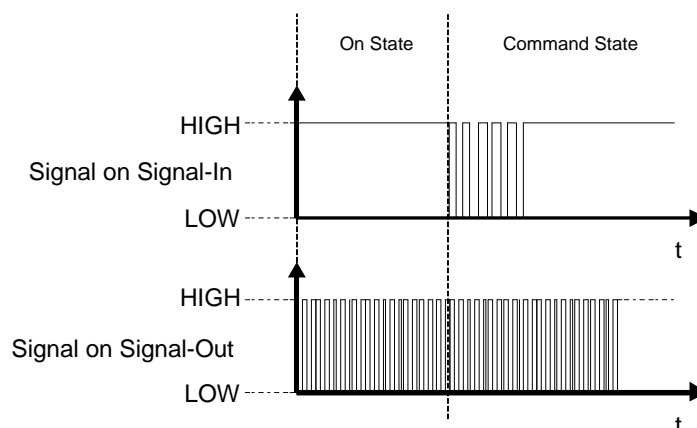 On State
Command State
HIGH
Signal on Signal-In
LOW
t
HIGH
Signal on Signal-Out
LOW
t